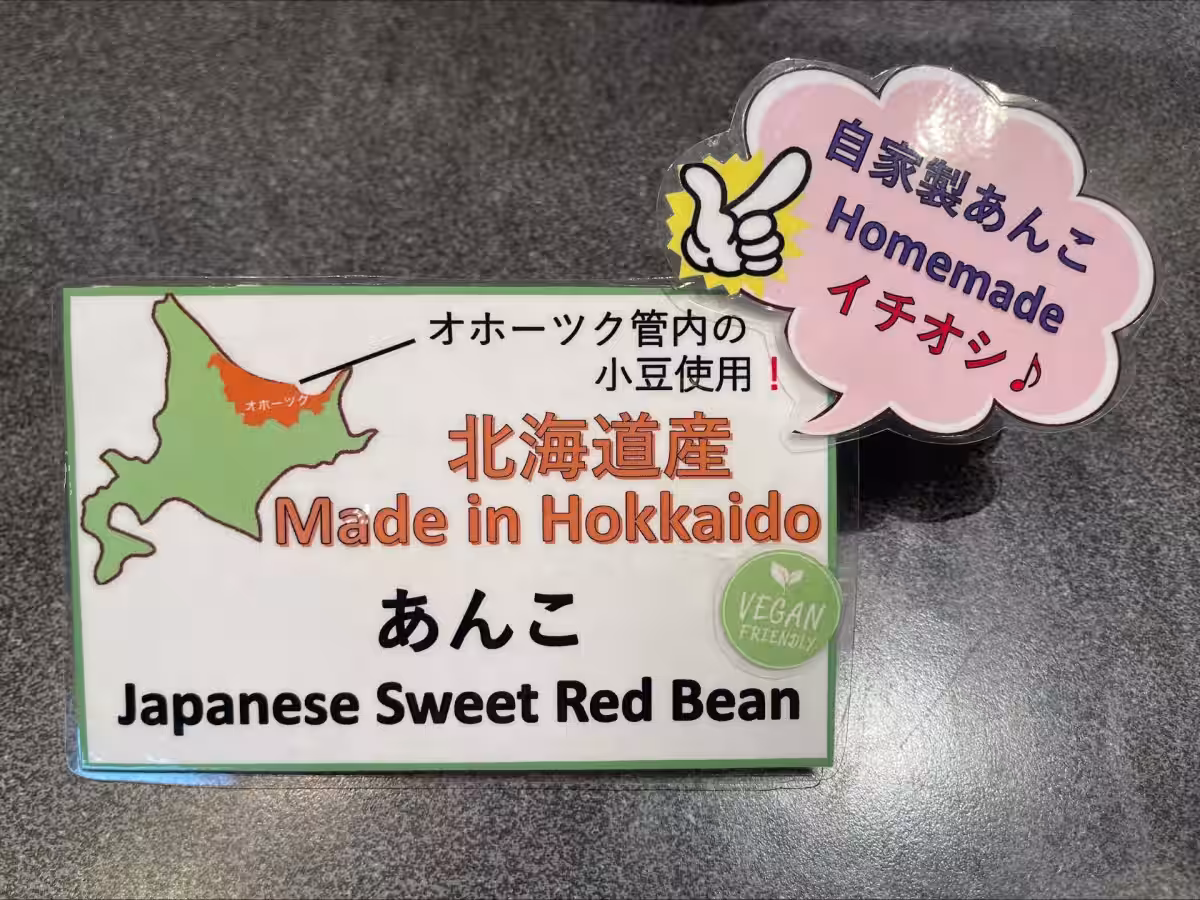 自家製あんこ
Homemade
イチオシ♪
オホーツク管内の
小豆使用!
オホーツク
北海道産
Made in Hokkaido
あんこ
VEGAN
FRIENDLY
Japanese Sweet Red Bean